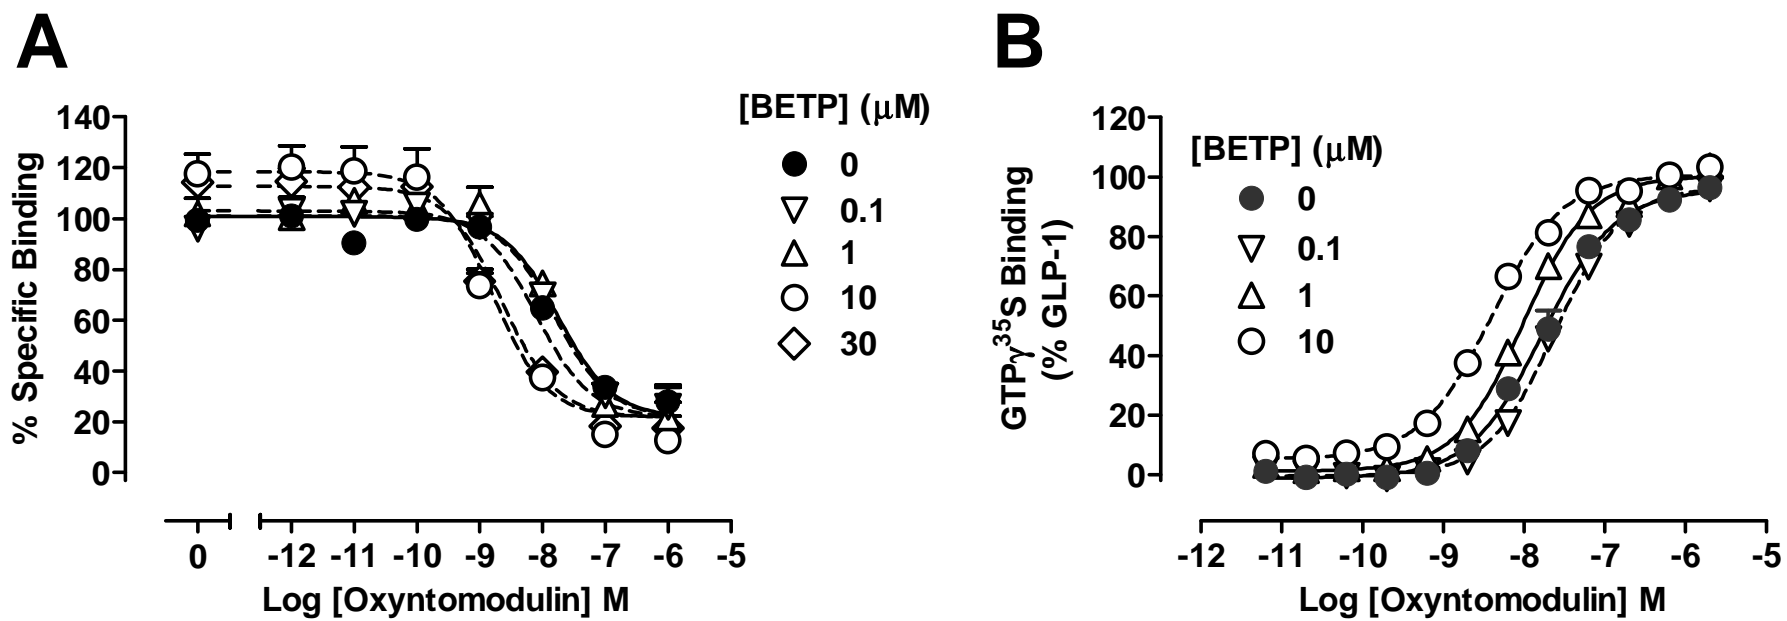 A
140
120
100
80
60
40
20
0
% Specific Binding
0 -12 -11 -10 -9 -8 -7 -6 -5
Log [Oxyntomodulin] M
[BETP] (μM)
0
0.1
1
10
30
B
120
100
80
60
40
20
0
GTPγ³⁵S Binding
(% GLP-1)
[BETP] (μM)
0
0.1
1
10
-12 -11 -10 -9 -8 -7 -6 -5
Log [Oxyntomodulin] M